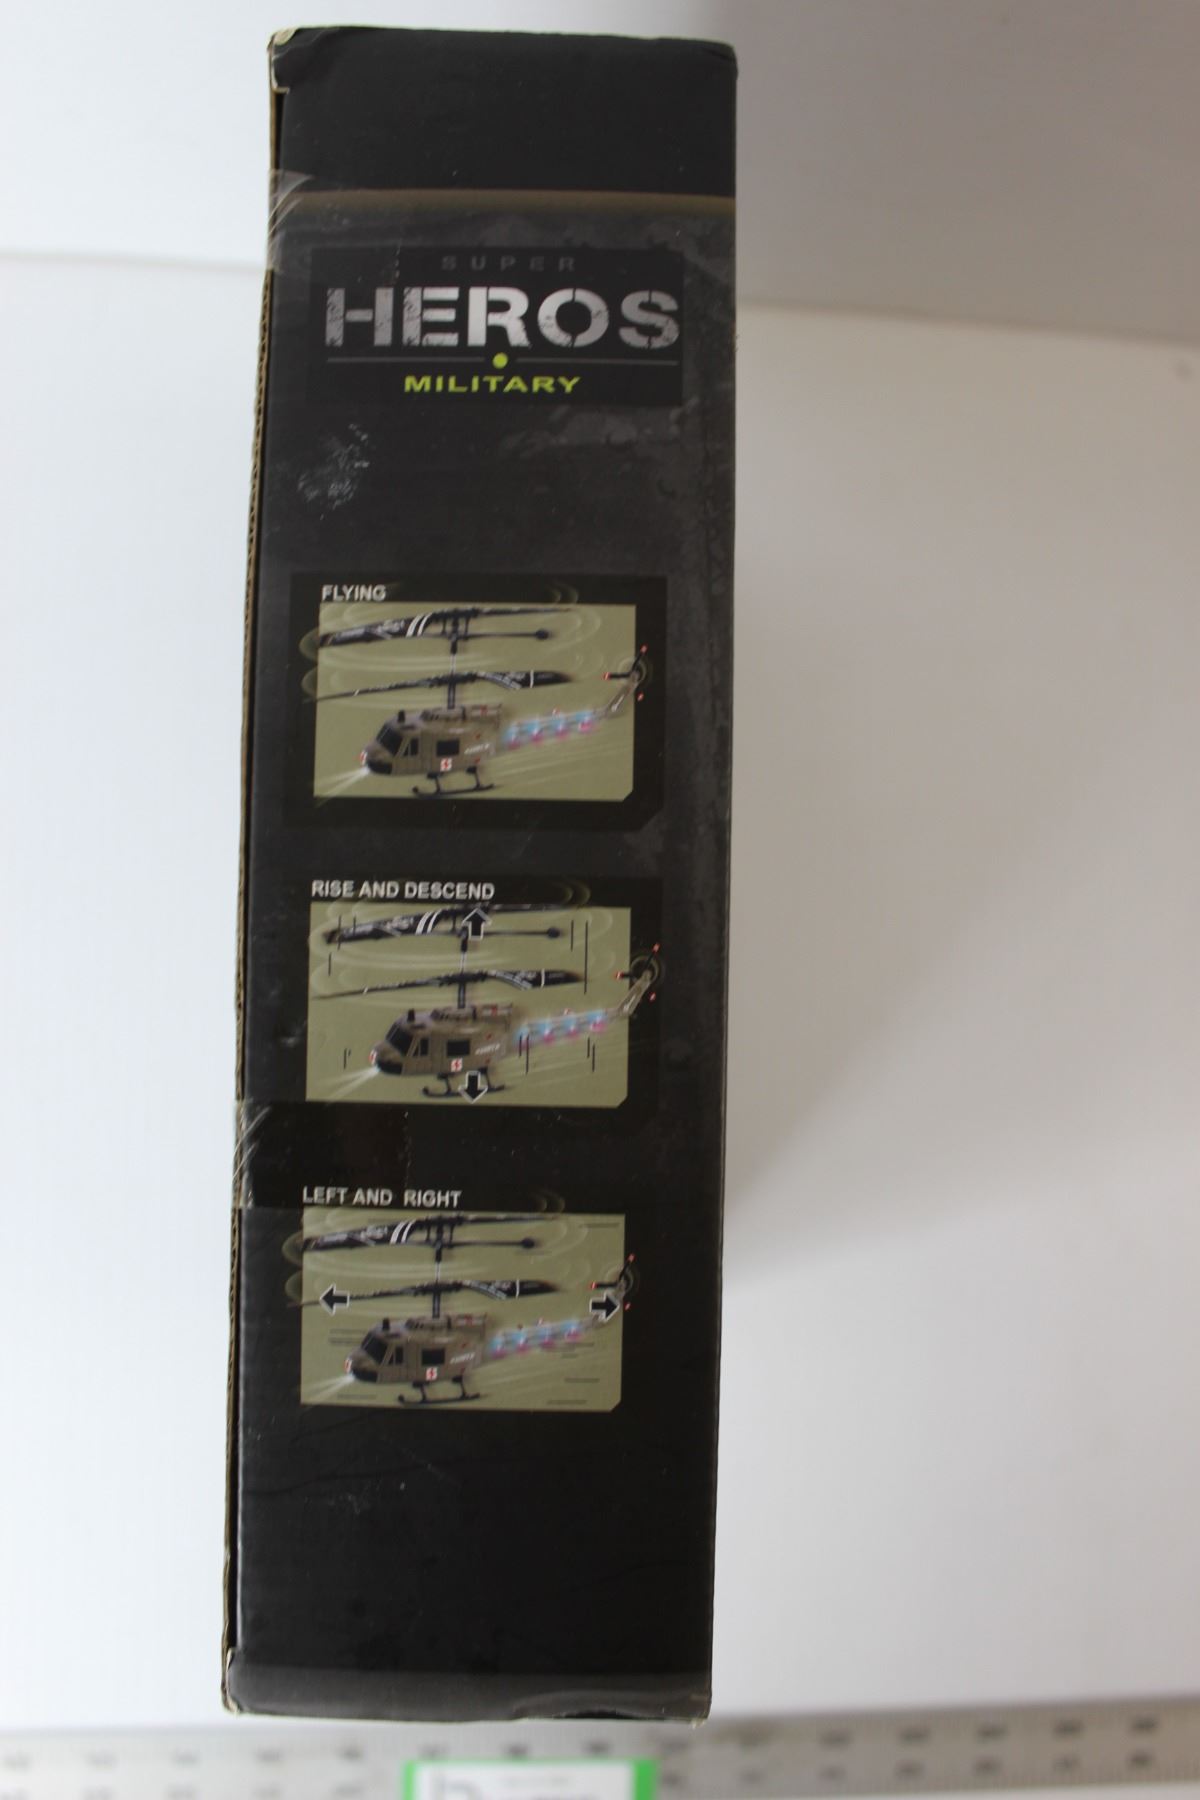 SUPER
HEROS
MILITARY
FLYING
RISE AND DESCEND
LEFT AND RIGHT